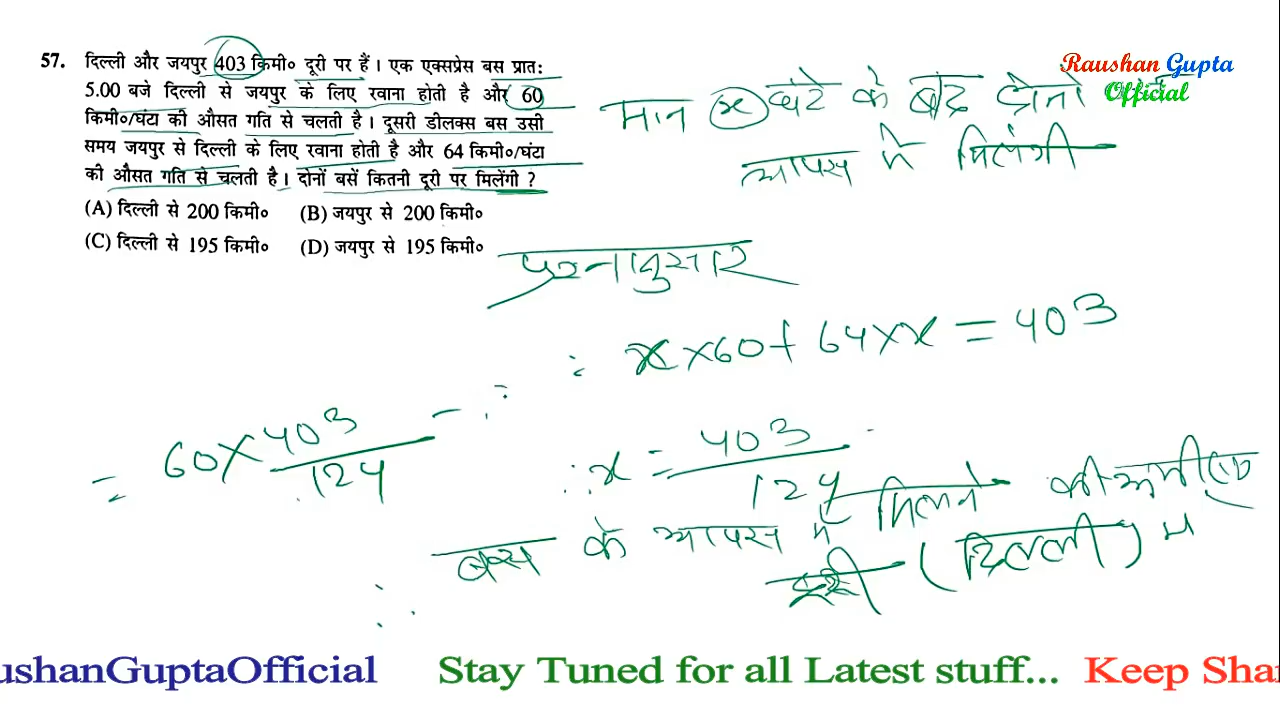 57. दिल्ली और जयपुर 403 किमी० दूरी पर हैं। एक एक्सप्रेस बस प्रातः
5.00 बजे दिल्ली से जयपुर के लिए रवाना होती है और 60
किमी०/घंटा की औसत गति से चलती है। दूसरी डीलक्स बस उसी
समय जयपुर से दिल्ली के लिए रवाना होती है और 64 किमी०/घंटा
की औसत गति से चलती है। दोनों बसें कितनी दूरी पर मिलेंगी ?
(A) दिल्ली से 200 किमी० (B) जयपुर से 200 किमी०
(C) दिल्ली से 195 किमी० (D) जयपुर से 195 किमी०
Raushan Gupta
Official
मान x घंटे के बाद दोनो
आपस में मिलेगी
प्रश्नानुसार
∴ x×60+64×x = 403
∴ x = 403/124
= 60×403/124
∴ बस के आपस में मिलने की
(दिल्ली) से
ushanGuptaOfficial Stay Tuned for all Latest stuff... Keep Sha